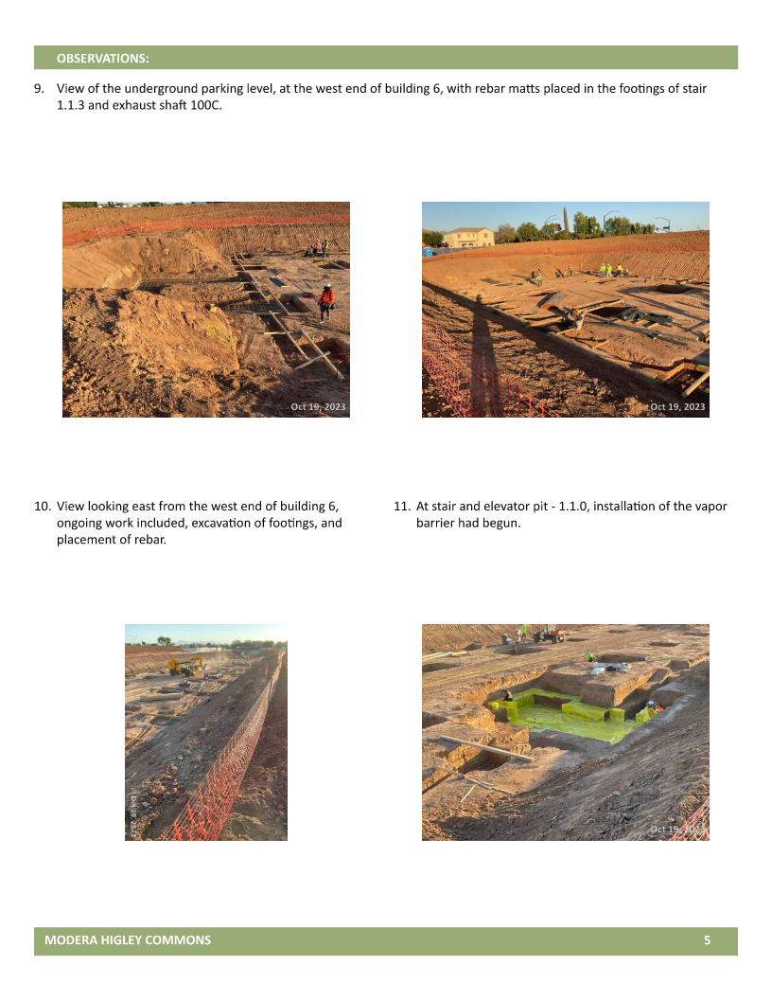 OBSERVATIONS:
9. View of the underground parking level, at the west end of building 6, with rebar matts placed in the footings of stair
1.1.3 and exhaust shaft 100C.
Oct 19, 2023
Oct 19, 2023
10. View looking east from the west end of building 6,
ongoing work included, excavation of footings, and
placement of rebar.
11. At stair and elevator pit - 1.1.0, installation of the vapor
barrier had begun.
Oct 19, 2023
Oct 19, 2023
MODERA HIGLEY COMMONS 5